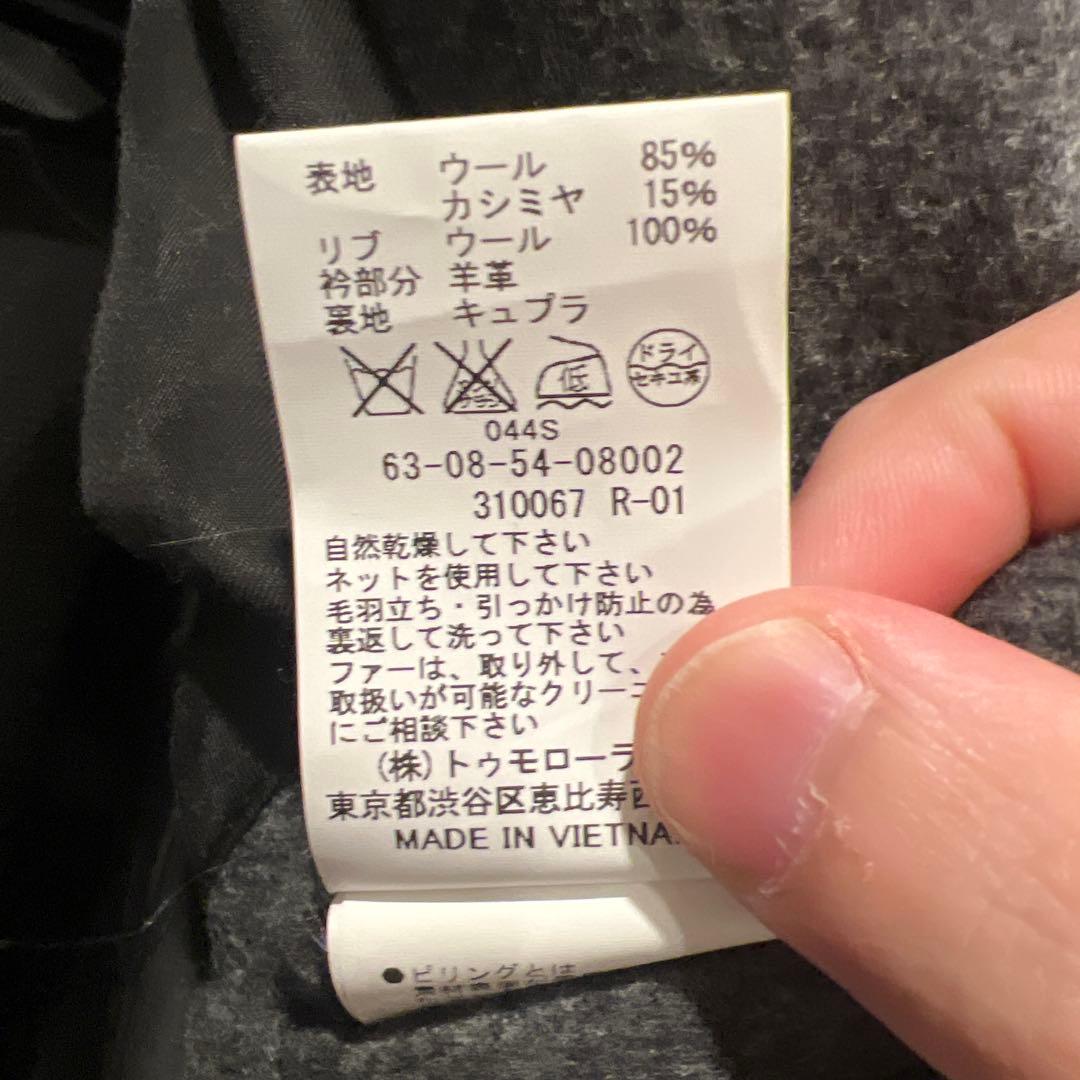 表地 ウール 85%
カシミヤ 15%
リブ ウール 100%
衿部分 羊革
裏地 キュプラ
低
ドライ
セキユ系
044S
63-08-54-08002
310067 R-01
自然乾燥して下さい
ネットを使用して下さい
毛羽立ち・引っかけ防止の為
裏返して洗って下さい
ファーは、取り外して、
取扱いが可能なクリーニ
にご相談下さい
(株)トゥモローラ
東京都渋谷区恵比寿西
MADE IN VIETNA
●ピリングとは